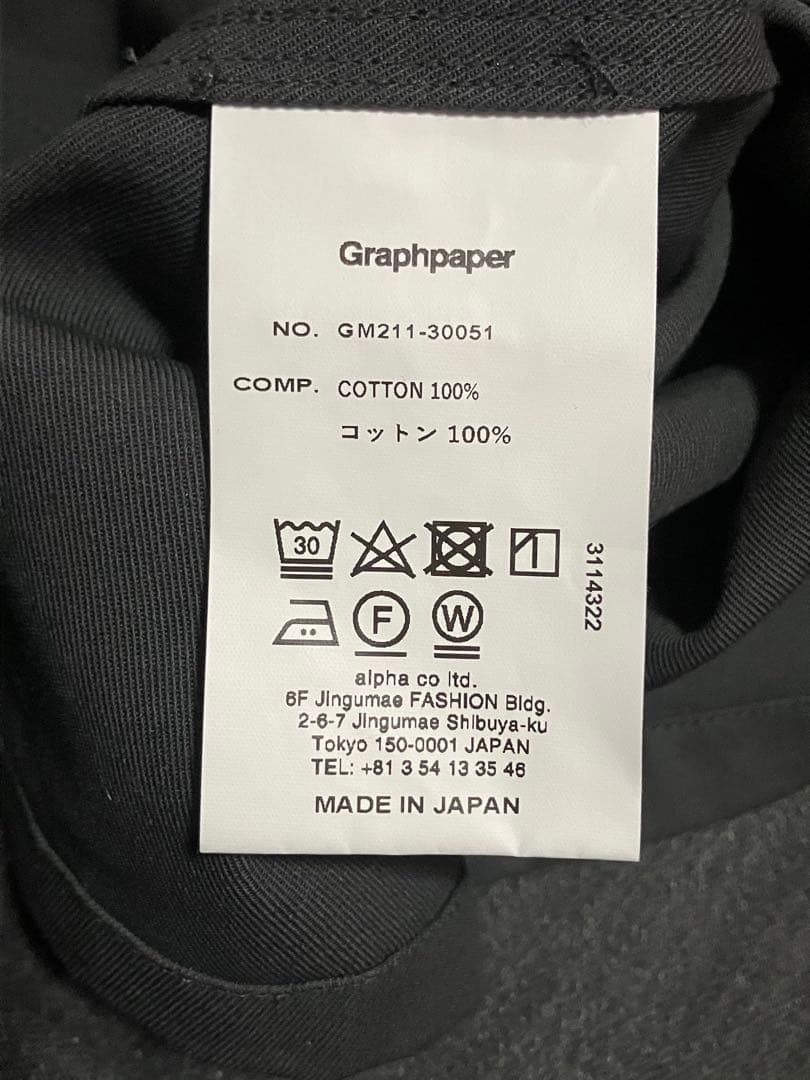 Graphpaper
NO. GM211-30051
COMP. COTTON 100%
コットン 100%
30
3114322
F W
alpha co ltd.
6F Jingumae FASHION Bldg.
2-6-7 Jingumae Shibuya-ku
Tokyo 150-0001 JAPAN
TEL: +81 3 54 13 35 46
MADE IN JAPAN